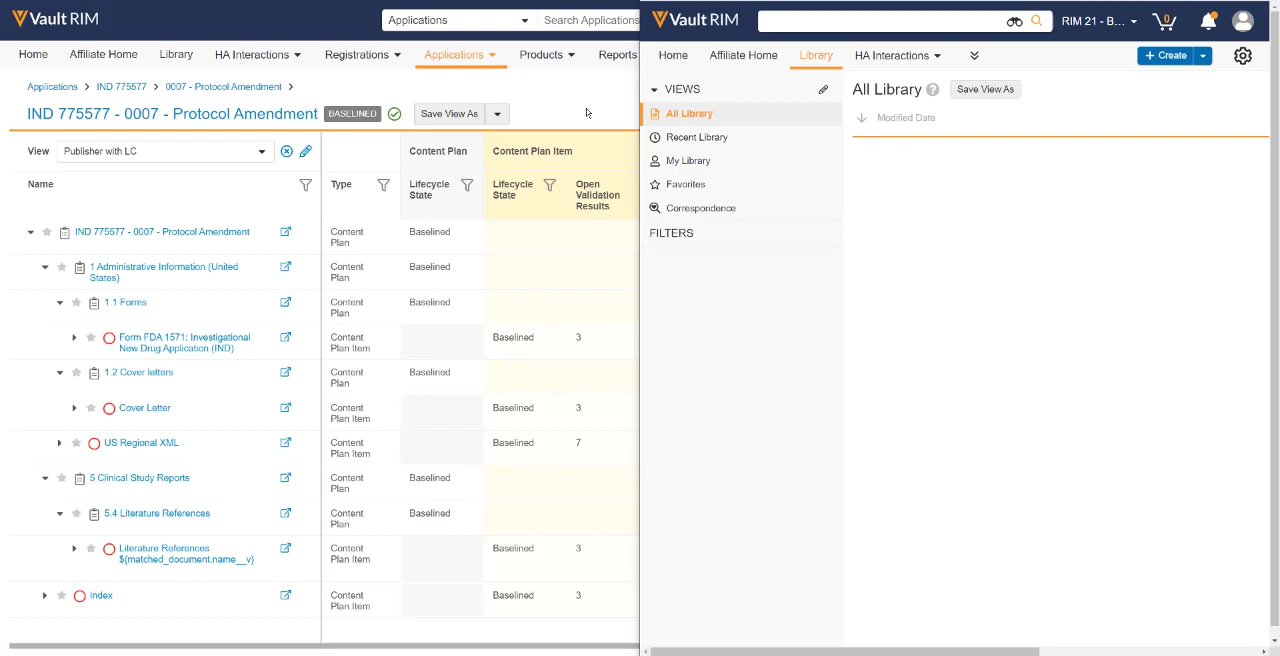 Vault RIM
Applications
Search Applications
Home
Affiliate Home
Library
HA Interactions
Registrations
Applications
Products
Reports
Applications
IND 775577
0007 - Protocol Amendment
IND 775577 - 0007 - Protocol Amendment
BASELINED
Save View As
View
Publisher with LC
Content Plan
Content Plan Item
Name
Type
Lifecycle
State
Lifecycle
State
Open
Validation
Results
IND 775577 - 0007 - Protocol Amendment
Content
Plan
Baselined
1 Administrative Information (United
States)
Content
Plan
Baselined
1.1 Forms
Content
Plan
Baselined
Form FDA 1571: Investigational
New Drug Application (IND)
Content
Plan Item
Baselined
3
1.2 Cover letters
Content
Plan
Baselined
Cover Letter
Content
Plan Item
Baselined
3
US Regional XML
Content
Plan Item
Baselined
7
5 Clinical Study Reports
Content
Plan
Baselined
5.4 Literature References
Content
Plan
Baselined
Literature References
${matched_document.name__v}
Content
Plan Item
Baselined
3
Index
Content
Plan Item
Baselined
3
Vault RIM
RIM 21 - B...
0
Home
Affiliate Home
Library
HA Interactions
+ Create
VIEWS
All Library
Recent Library
My Library
Favorites
Correspondence
FILTERS
All Library
?
Save View As
Modified Date